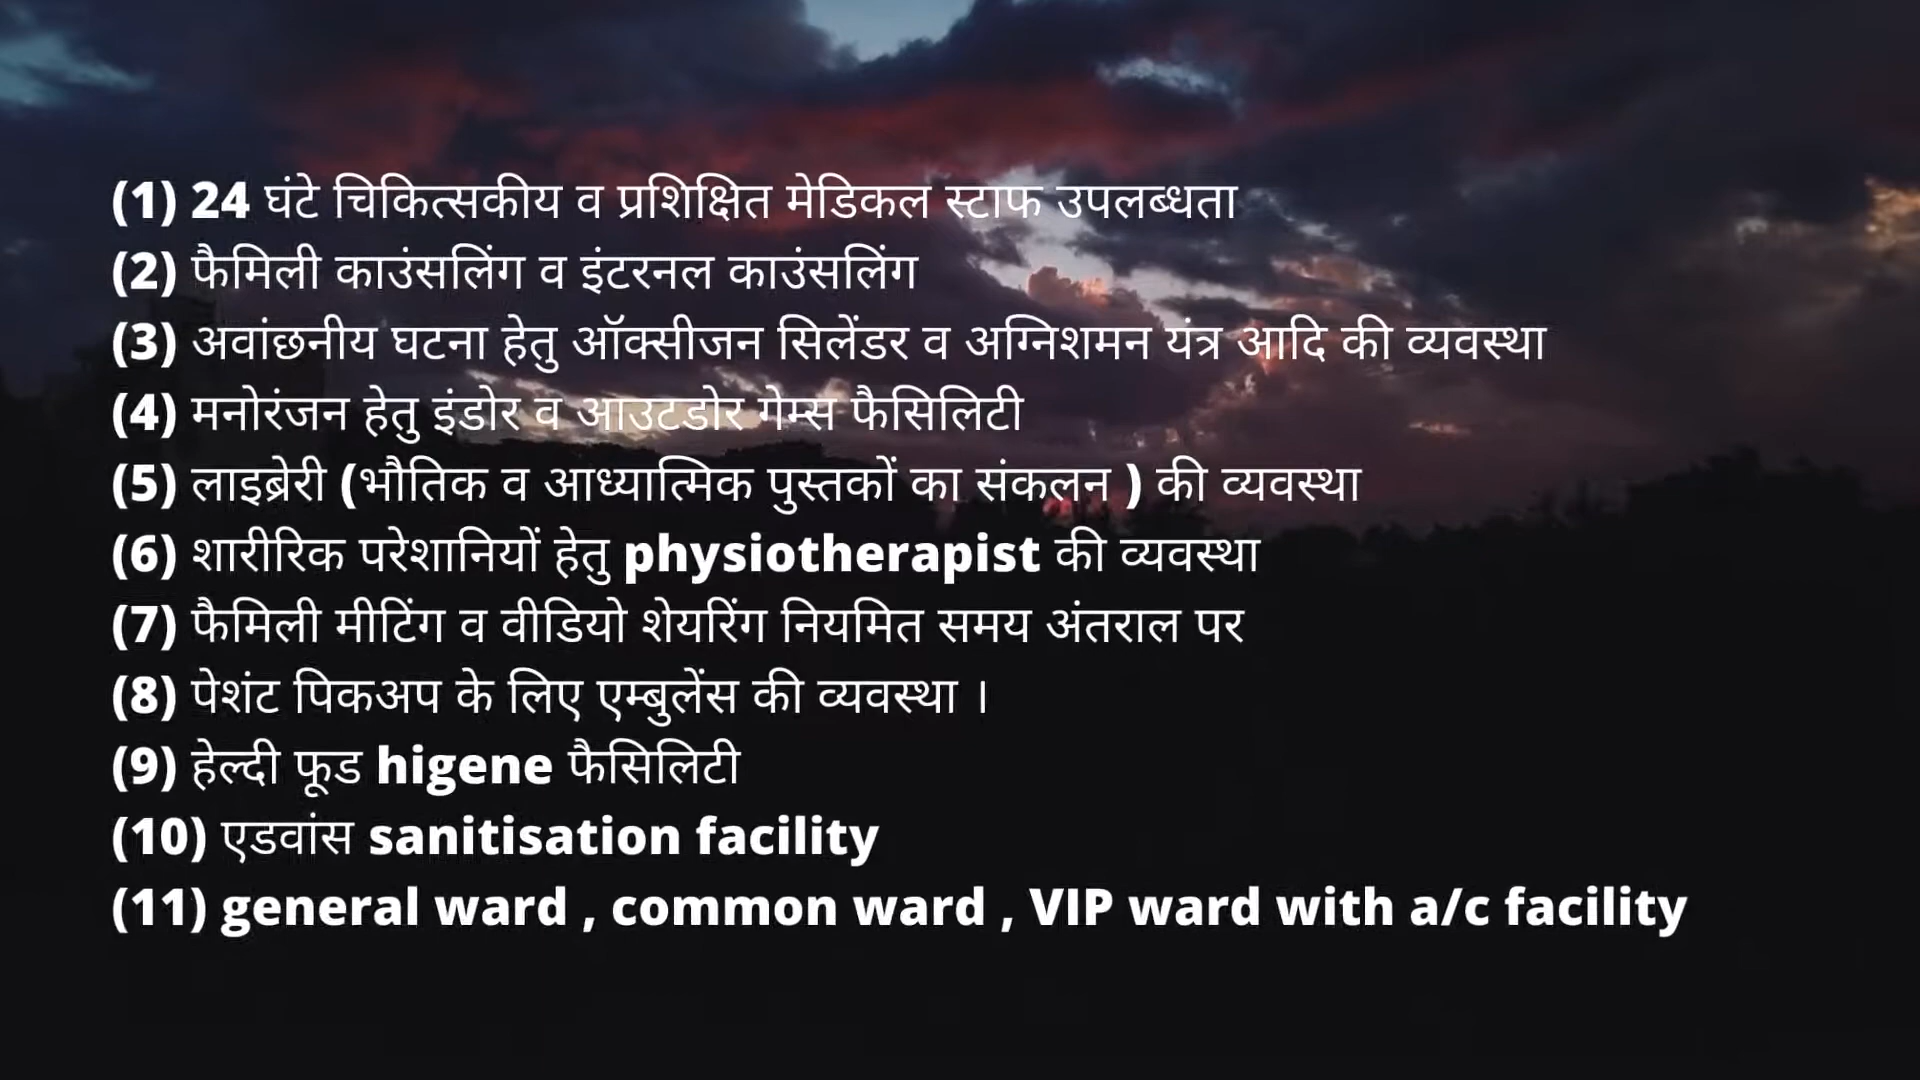 (1) 24 घंटे चिकित्सकीय व प्रशिक्षित मेडिकल स्टाफ उपलब्धता
(2) फैमिली काउंसलिंग व इंटरनल काउंसलिंग
(3) अवांछनीय घटना हेतु ऑक्सीजन सिलेंडर व अग्निशमन यंत्र आदि की व्यवस्था
(4) मनोरंजन हेतु इंडोर व आउटडोर गेम्स फैसिलिटी
(5) लाइब्रेरी (भौतिक व आध्यात्मिक पुस्तकों का संकलन ) की व्यवस्था
(6) शारीरिक परेशानियों हेतु physiotherapist की व्यवस्था
(7) फैमिली मीटिंग व वीडियो शेयरिंग नियमित समय अंतराल पर
(8) पेशंट पिकअप के लिए एम्बुलेंस की व्यवस्था ।
(9) हेल्दी फूड higene फैसिलिटी
(10) एडवांस sanitisation facility
(11) general ward , common ward , VIP ward with a/c facility